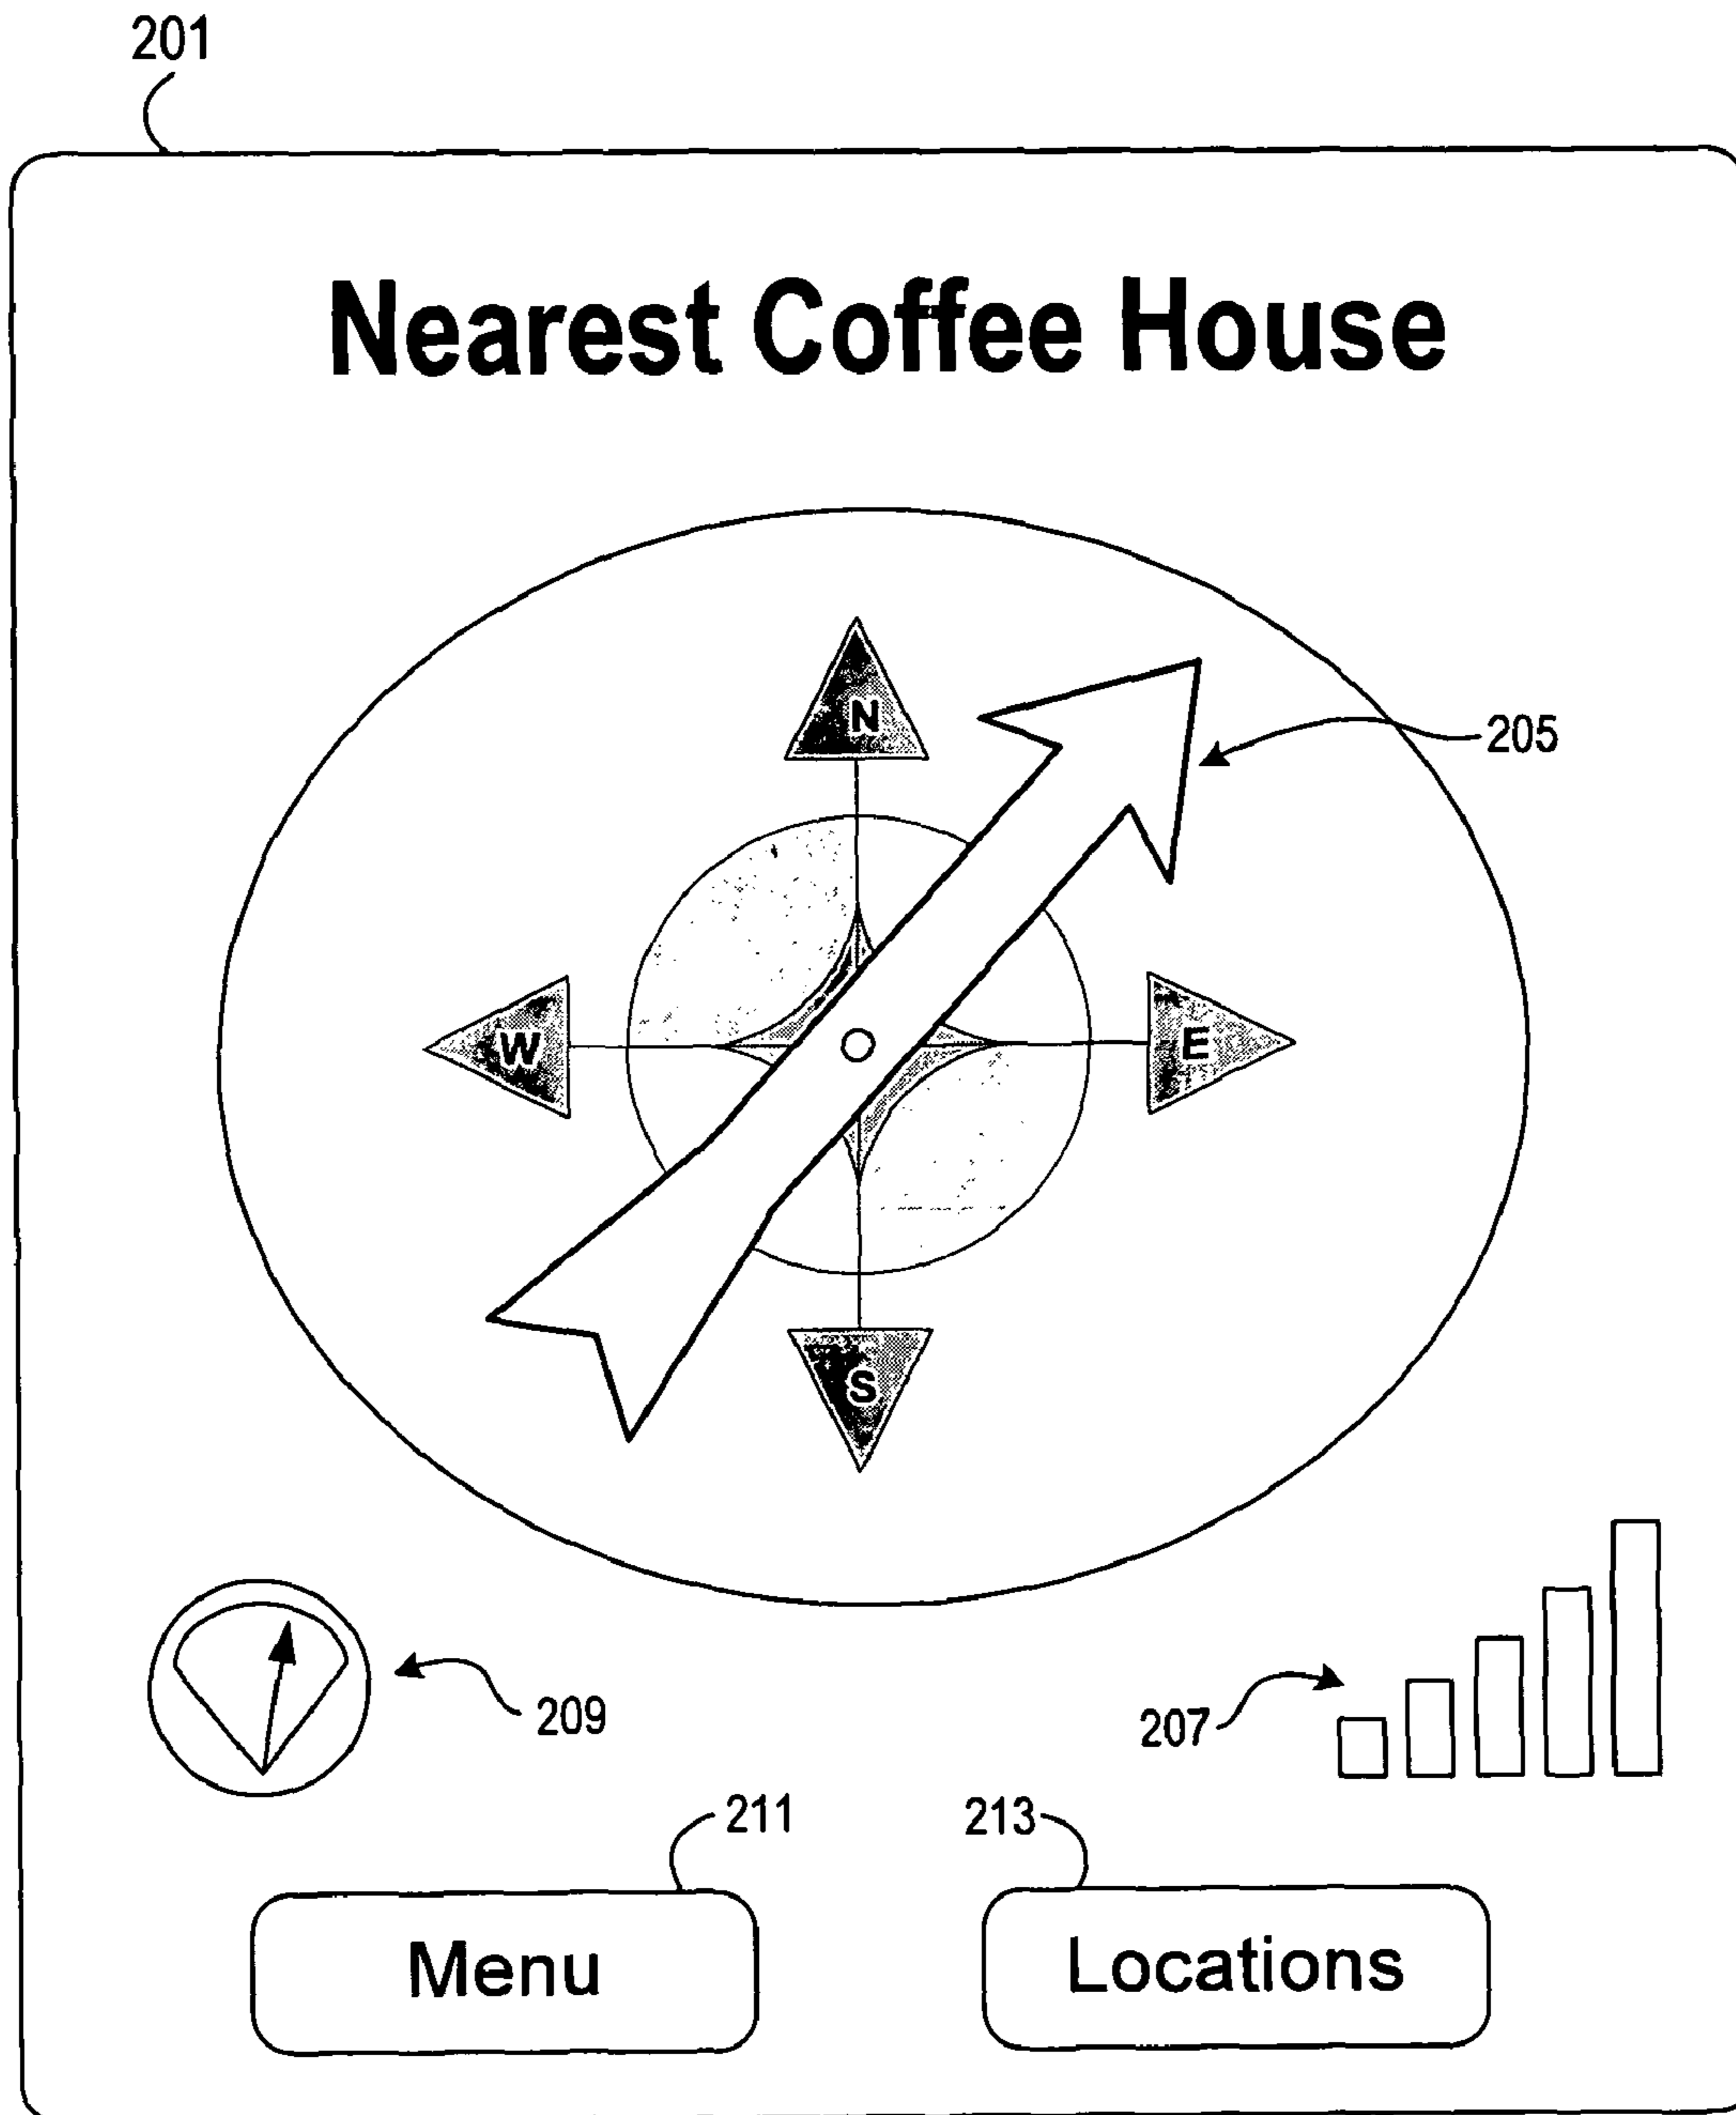 201
Nearest Coffee House
N
205
W
E
S
209
207
211
213
Menu
Locations